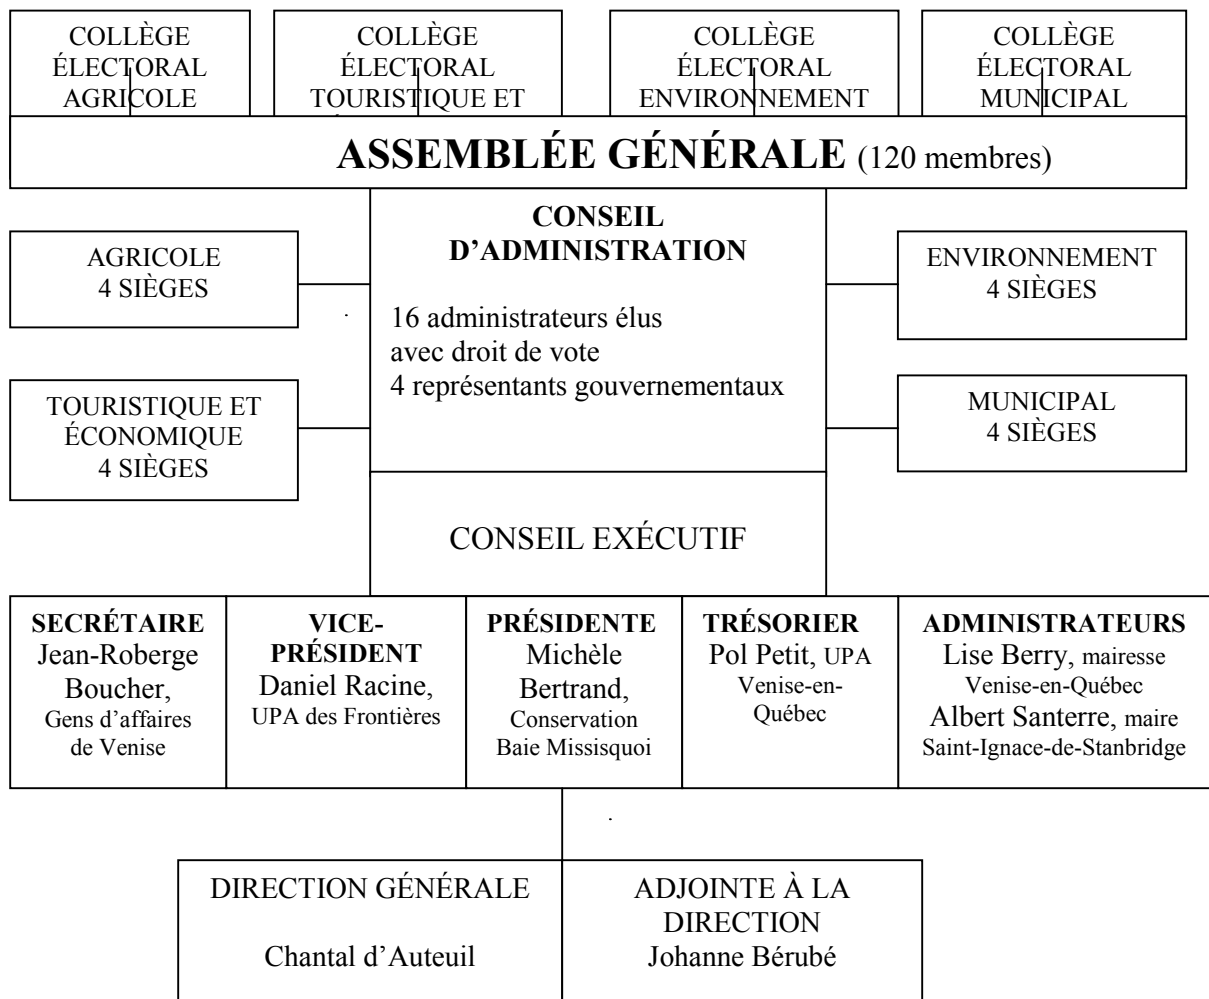 COLLÈGE
ÉLECTORAL
AGRICOLE
COLLÈGE
ÉLECTORAL
TOURISTIQUE ET
COLLÈGE
ÉLECTORAL
ENVIRONNEMENT
COLLÈGE
ÉLECTORAL
MUNICIPAL
ASSEMBLÉE GÉNÉRALE (120 membres)
CONSEIL
D'ADMINISTRATION
16 administrateurs élus
avec droit de vote
4 représentants gouvernementaux
AGRICOLE
4 SIÈGES
ENVIRONNEMENT
4 SIÈGES
TOURISTIQUE ET
ÉCONOMIQUE
4 SIÈGES
MUNICIPAL
4 SIÈGES
CONSEIL EXÉCUTIF
SECRÉTAIRE
Jean-Roberge
Boucher,
Gens d'affaires
de Venise
VICE-
PRÉSIDENT
Daniel Racine,
UPA des Frontières
PRÉSIDENTE
Michèle
Bertrand,
Conservation
Baie Missisquoi
TRÉSORIER
Pol Petit, UPA
Venise-en-
Québec
ADMINISTRATEURS
Lise Berry, mairesse
Venise-en-Québec
Albert Santerre, maire
Saint-Ignace-de-Stanbridge
DIRECTION GÉNÉRALE
Chantal d'Auteuil
ADJOINTE À LA
DIRECTION
Johanne Bérubé